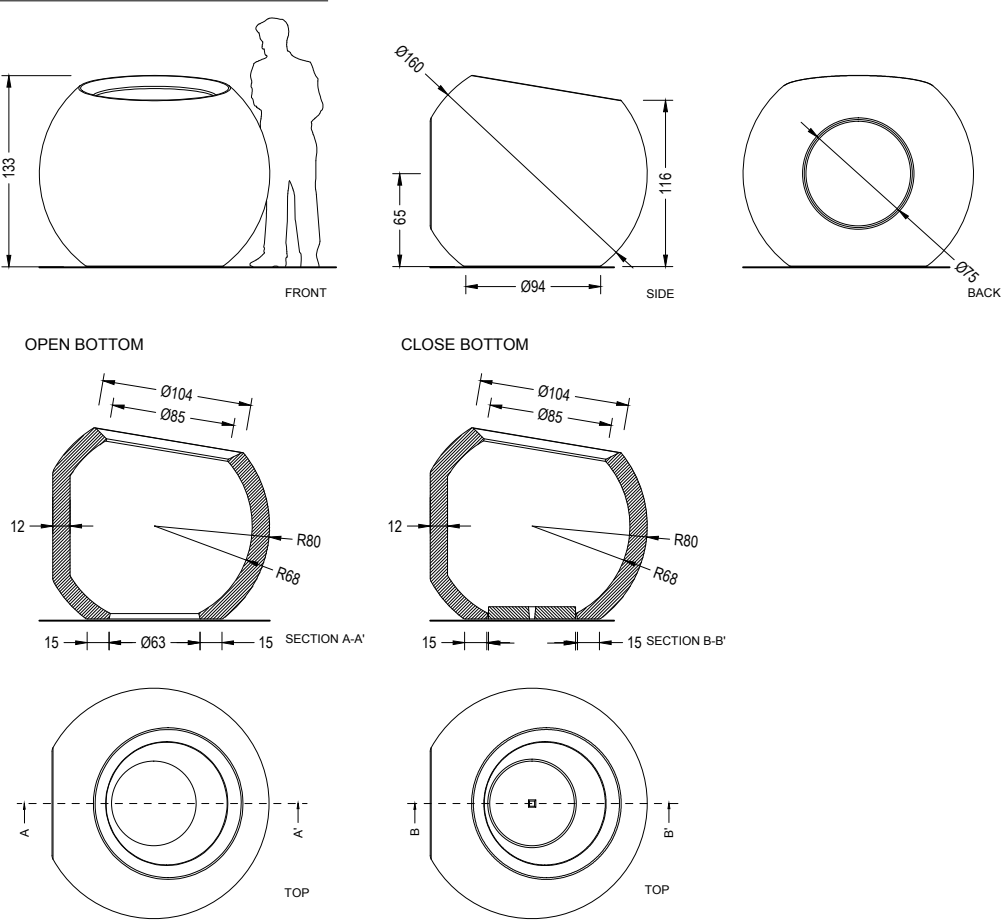 133
FRONT
Ø160
65
116
Ø94
SIDE
Ø75
BACK
OPEN BOTTOM
CLOSE BOTTOM
Ø104
Ø85
12
R80
R68
15
Ø63
15
SECTION A-A'
Ø104
Ø85
12
R80
R68
15
15
SECTION B-B'
A
A'
TOP
B
B'
TOP